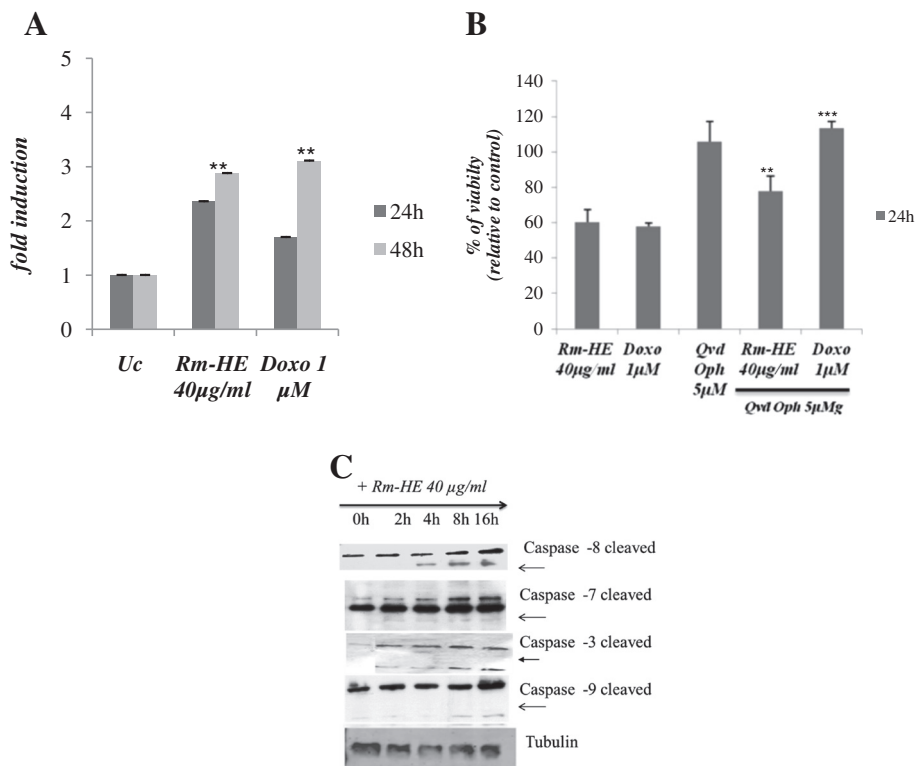 A
fold induction
5
4
3
2
1
0
**
**
24h
48h
Uc
Rm-HE
40µg/ml
Doxo 1
µM
B
% of viabilty
(relative to control)
140
120
100
80
60
40
20
0
**
***
24h
Rm-HE
40µg/ml
Doxo
1µM
Qvd
Oph
5µM
Rm-HE
40µg/ml
Doxo
1µM
Qvd Oph 5µMg
C
+ Rm-HE 40 µg/ml
0h 2h 4h 8h 16h
Caspase -8 cleaved
Caspase -7 cleaved
Caspase -3 cleaved
Caspase -9 cleaved
Tubulin